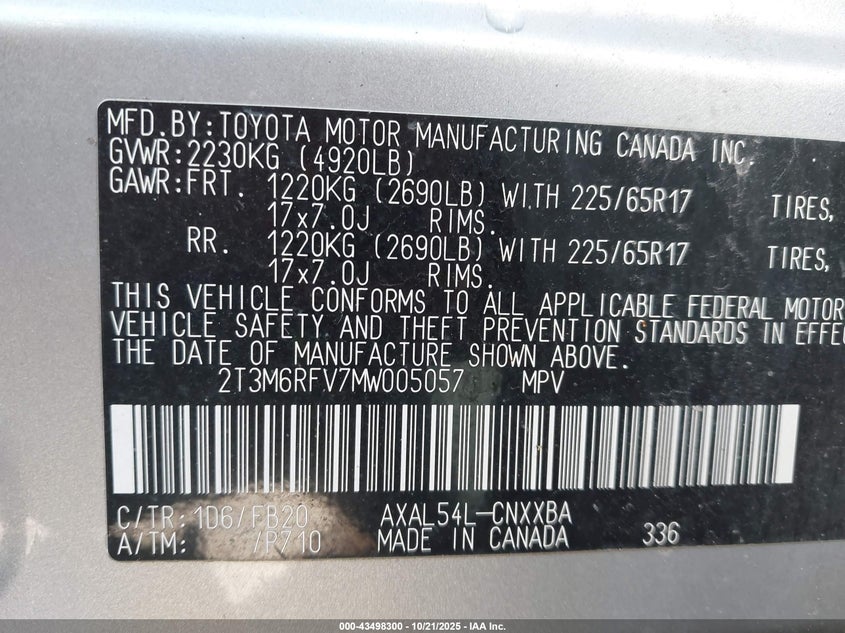 MFD.BY:TOYOTA MOTOR MANUFACTURING CANADA INC.
GVWR:2230KG (4920LB)
GAWR:FRT. 1220KG (2690LB) WITH 225/65R17 TIRES,
17x7.0J RIMS.
RR. 1220KG (2690LB) WITH 225/65R17 TIRES,
17x7.0J RIMS.
THIS VEHICLE CONFORMS TO ALL APPLICABLE FEDERAL MOTOR
VEHICLE SAFETY AND THEFT PREVENTION STANDARDS IN EFFE
THE DATE OF MANUFACTURE SHOWN ABOVE.
2T3M6RFV7MW005057 MPV
C/TR:1D6/FB20 AXAL54L-CNXXBA
A/TM: /P710 MADE IN CANADA 336
000-43498300 | 10/21/2025 | IAA Inc.